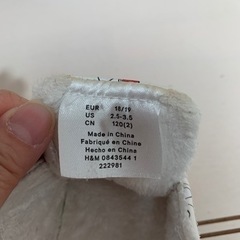 EUR 18/19
US 2.5-3.5
CN 120(2)
Made in China
Fabriqué en Chine
Hecho en China
H&M 0843544 1
222981